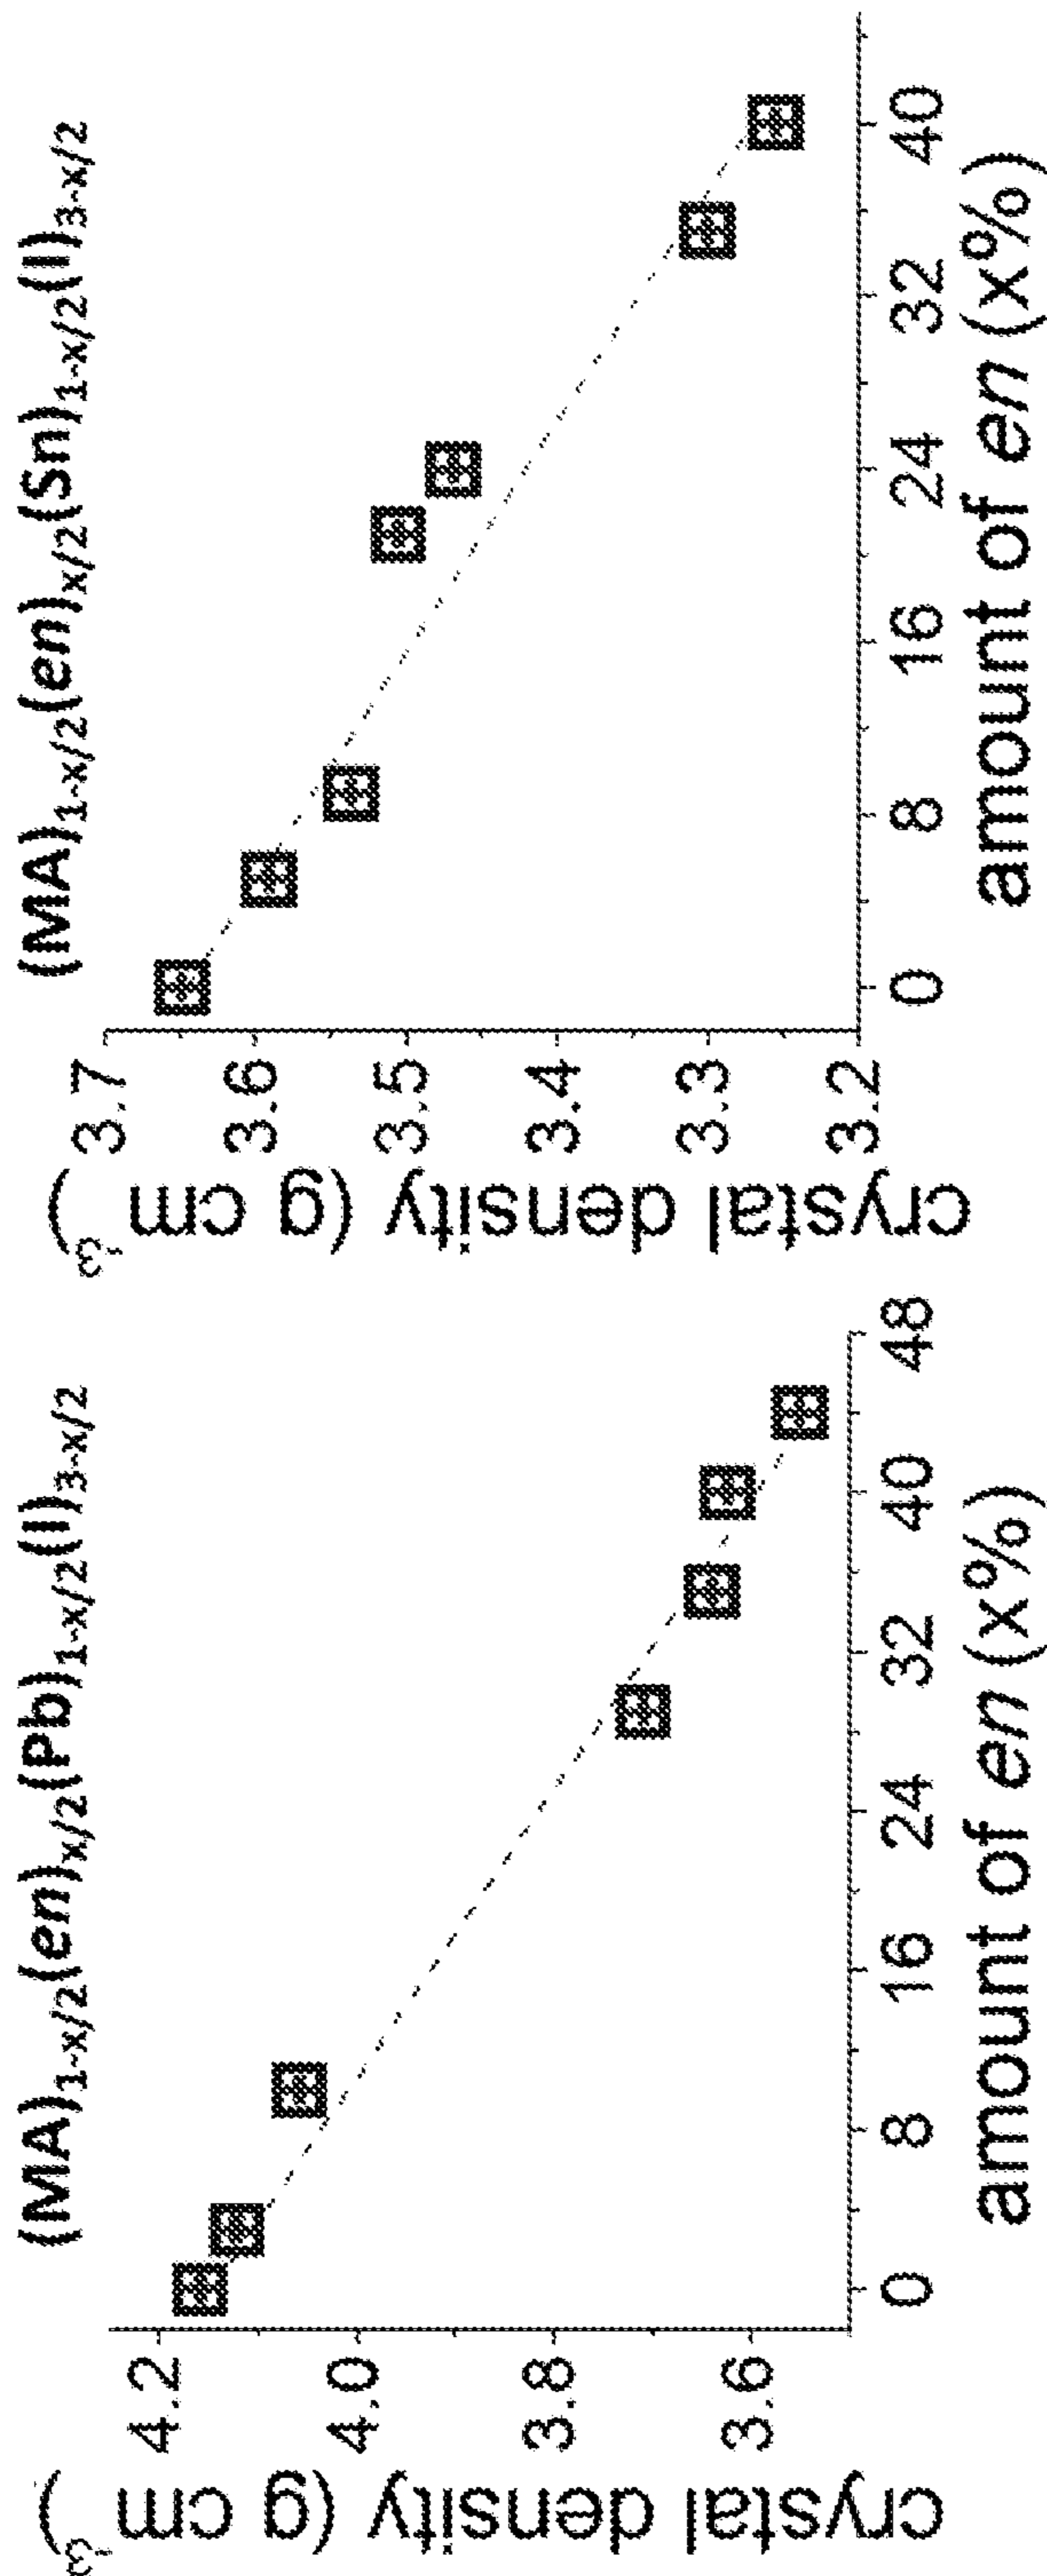 (MA)1-x/2(en)x/2(Pb)1-x/2(I)3-x/2
crystal density (g cm-3)
4.2
4.0
3.8
3.6
0 8 16 24 32 40 48
amount of en (x%)
(MA)1-x/2(en)x/2(Sn)1-x/2(I)3-x/2
crystal density (g cm-3)
3.7
3.6
3.5
3.4
3.3
3.2
0 8 16 24 32 40
amount of en (x%)